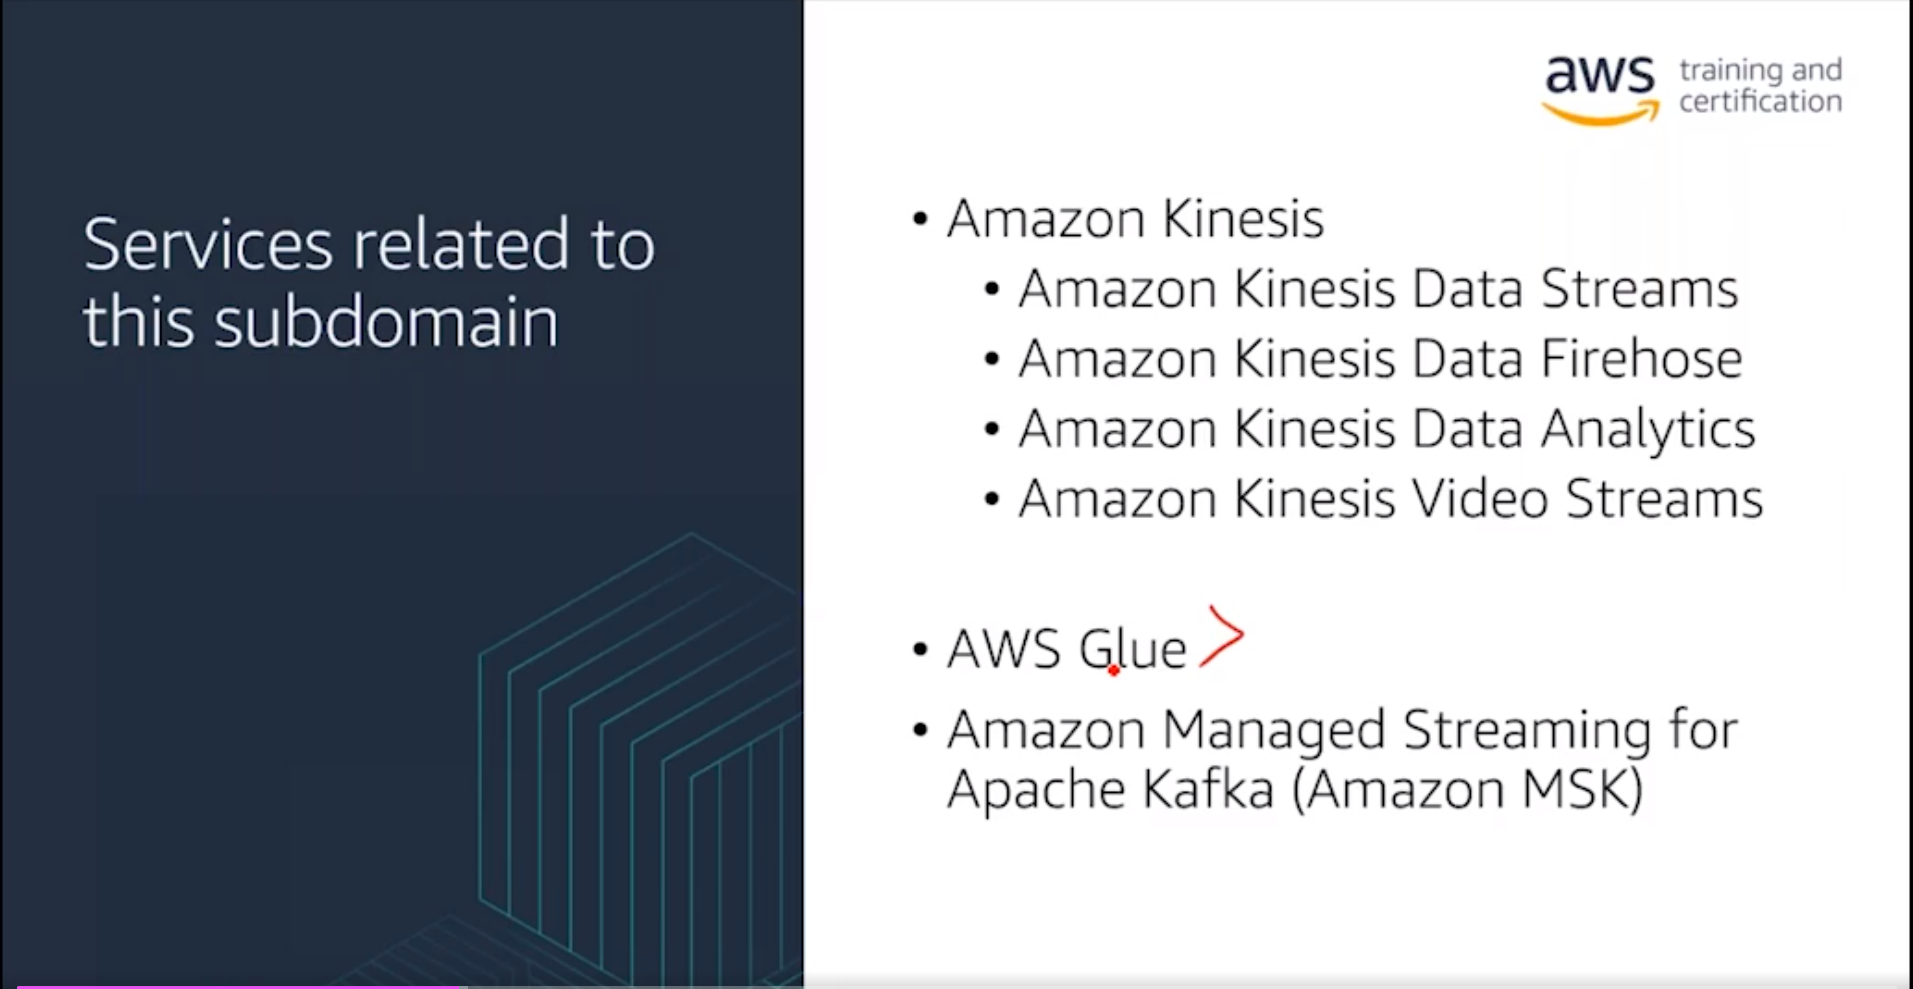 aws training and
certification
Services related to
this subdomain
• Amazon Kinesis
• Amazon Kinesis Data Streams
• Amazon Kinesis Data Firehose
• Amazon Kinesis Data Analytics
• Amazon Kinesis Video Streams
• AWS Glue
• Amazon Managed Streaming for
Apache Kafka (Amazon MSK)